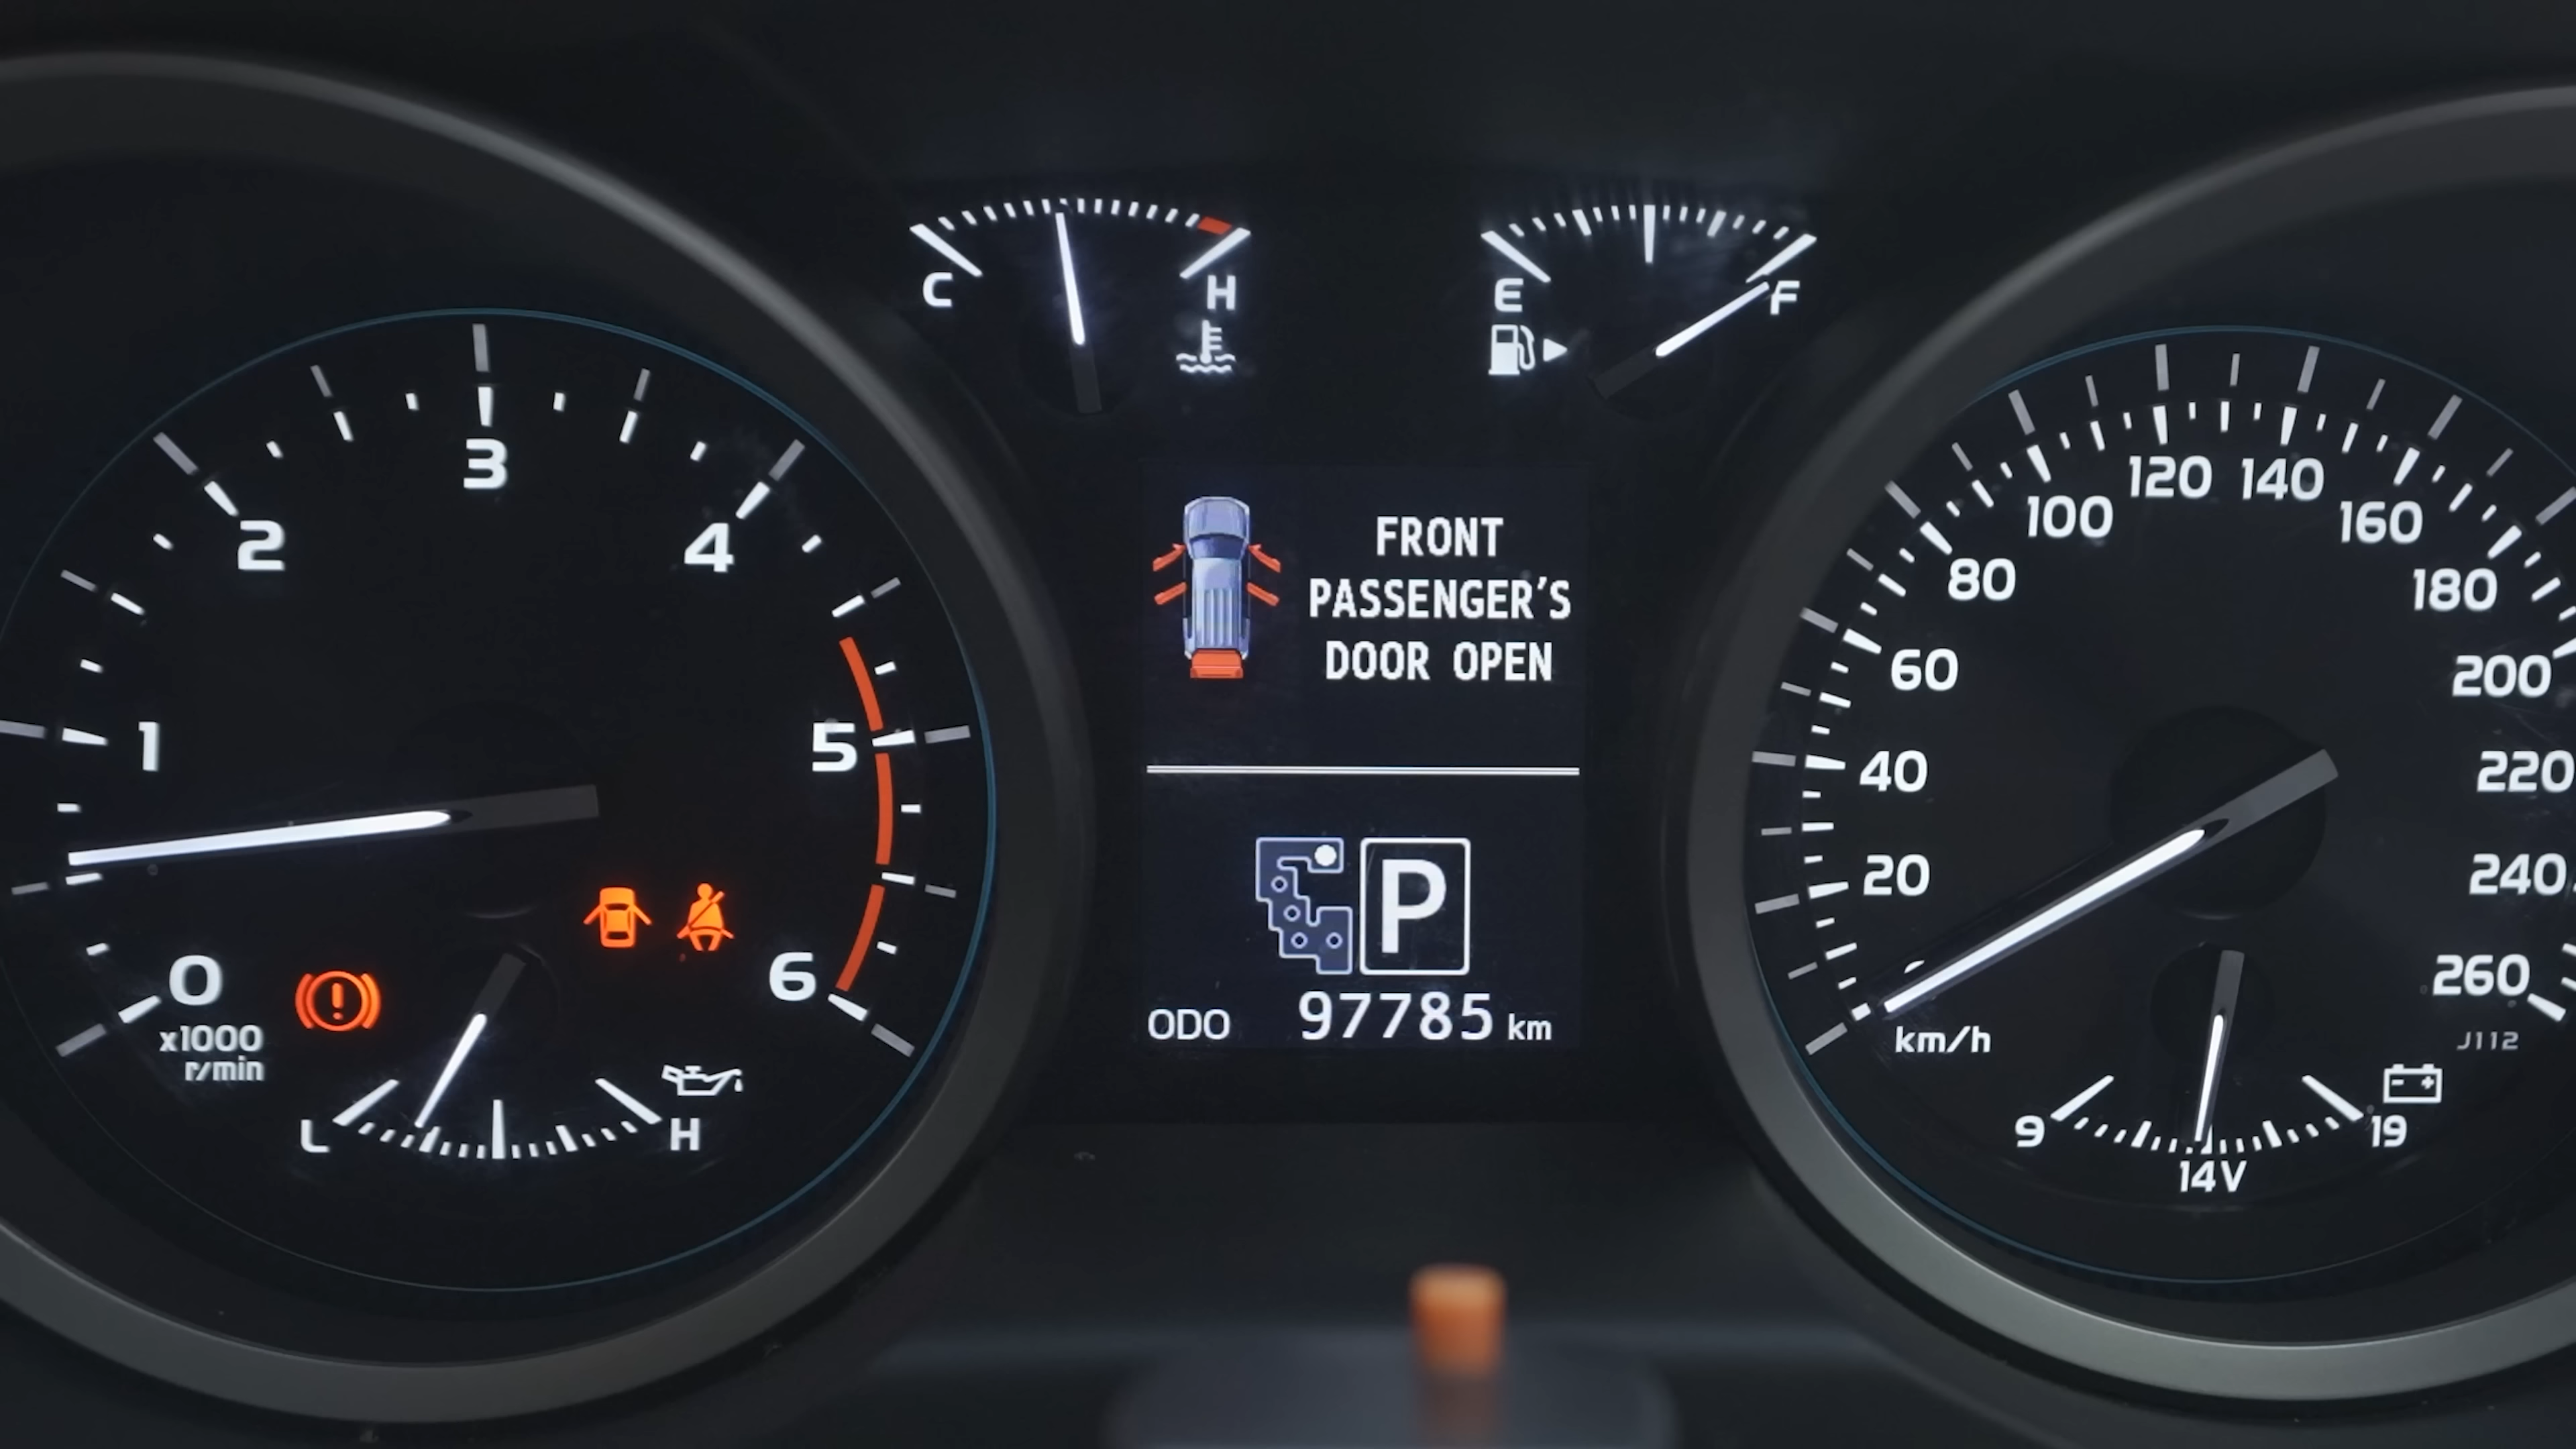 C
H
E
F
3
2
4
1
5
0
6
x1000
r/min
L
H
FRONT
PASSENGER'S
DOOR OPEN
P
ODO 97785 km
120
140
100
160
80
180
60
200
40
220
20
240
260
km/h
J112
9
19
14V